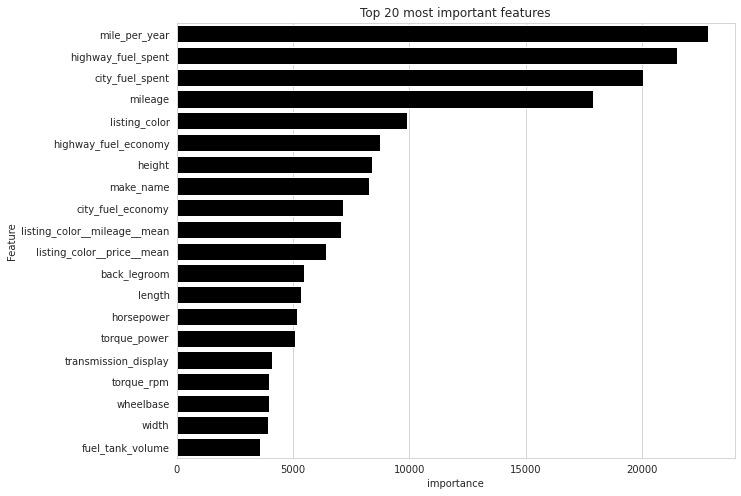 Top 20 most important features
Feature
mile_per_year
highway_fuel_spent
city_fuel_spent
mileage
listing_color
highway_fuel_economy
height
make_name
city_fuel_economy
listing_color__mileage__mean
listing_color__price__mean
back_legroom
length
horsepower
torque_power
transmission_display
torque_rpm
wheelbase
width
fuel_tank_volume
0 5000 10000 15000 20000
importance